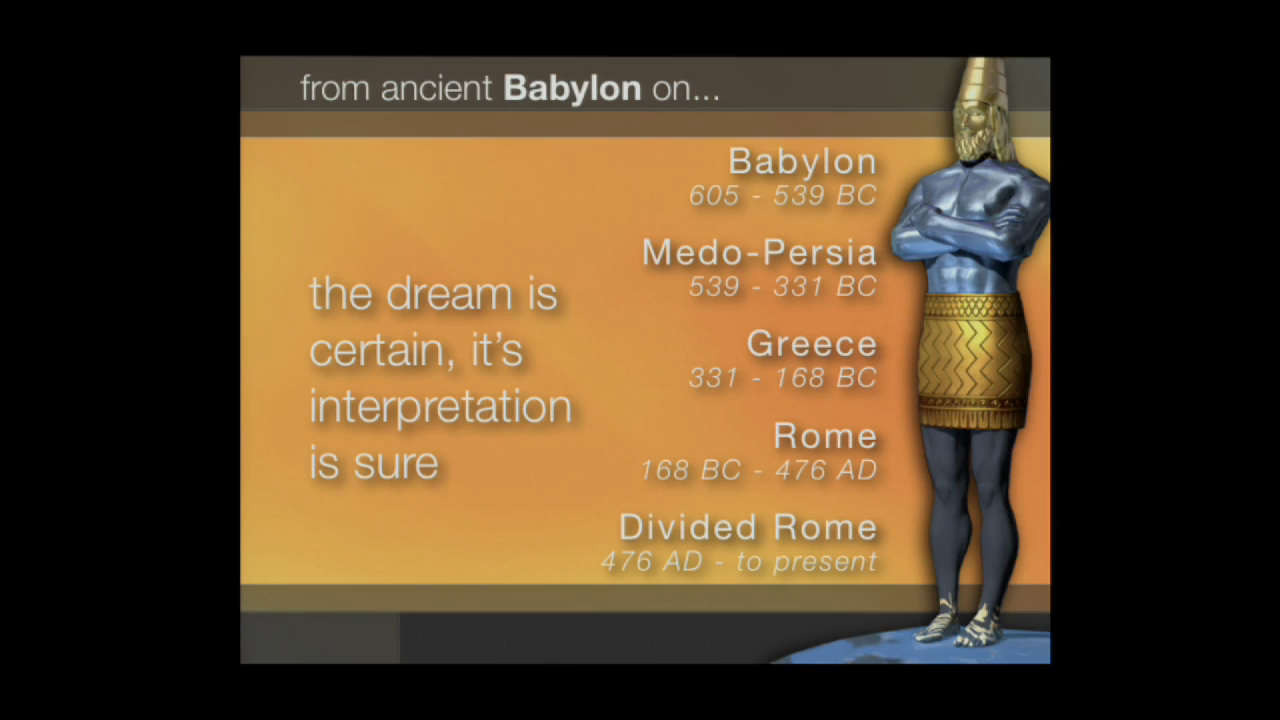 from ancient Babylon on...
the dream is
certain, it's
interpretation
is sure
Babylon
605 - 539 BC
Medo-Persia
539 - 331 BC
Greece
331 - 168 BC
Rome
168 BC - 476 AD
Divided Rome
476 AD - to present